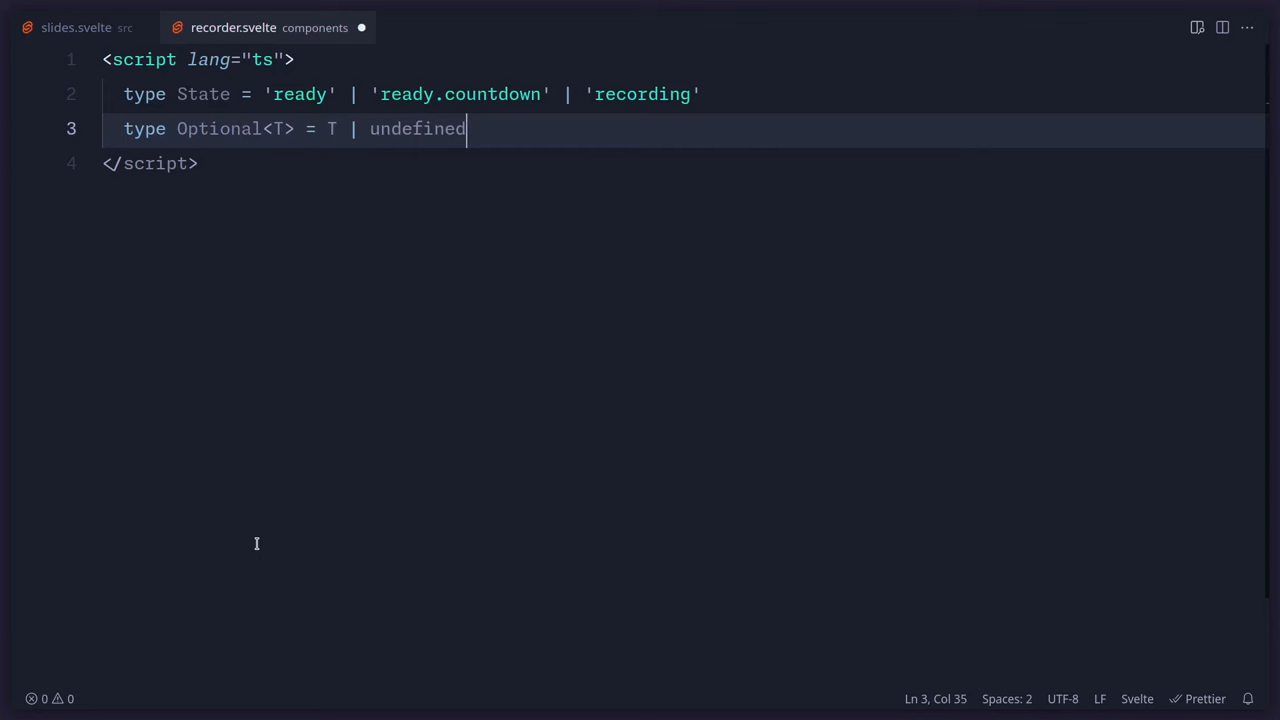 slides.svelte src recorder.svelte components
1 <script lang="ts">
2 type State = 'ready' | 'ready.countdown' | 'recording'
3 type Optional<T> = T | undefined
4 </script>
0 0 Ln 3, Col 35 Spaces: 2 UTF-8 LF Svelte Prettier